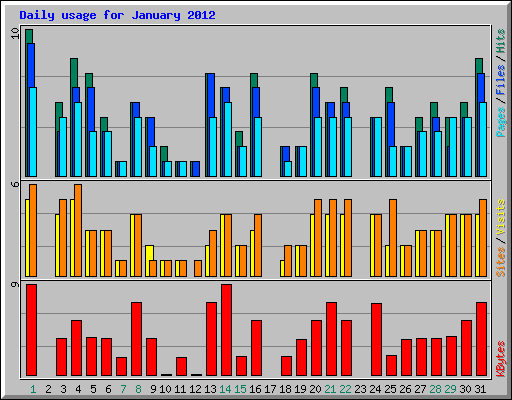 Daily usage for January 2012
10
Pages / Files / Hits
6
Sites / Visits
9
KBytes
1 2 3 4 5 6 7 8 9 10 11 12 13 14 15 16 17 18 19 20 21 22 23 24 25 26 27 28 29 30 31